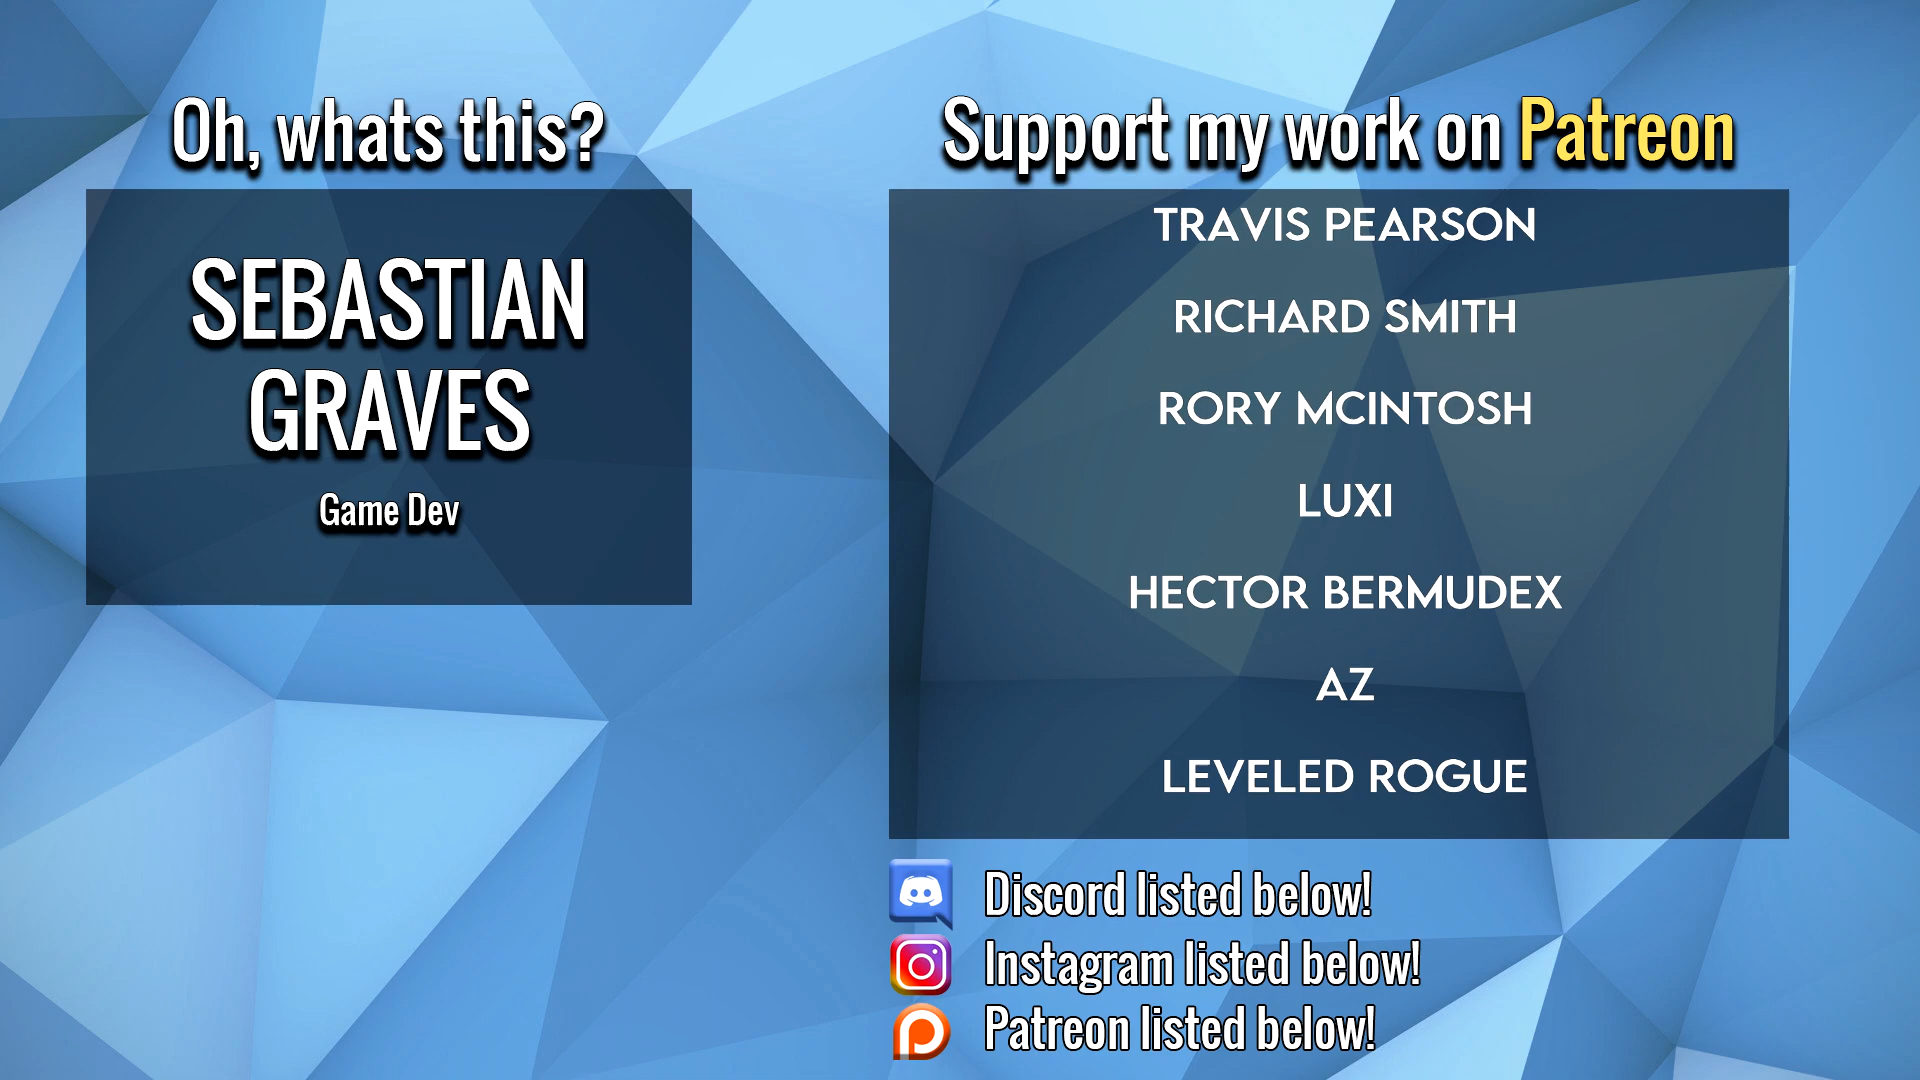 Oh, whats this?
SEBASTIAN
GRAVES
Game Dev
Support my work on Patreon
TRAVIS PEARSON
RICHARD SMITH
RORY MCINTOSH
LUXI
HECTOR BERMUDEX
AZ
LEVELED ROGUE
Discord listed below!
Instagram listed below!
Patreon listed below!